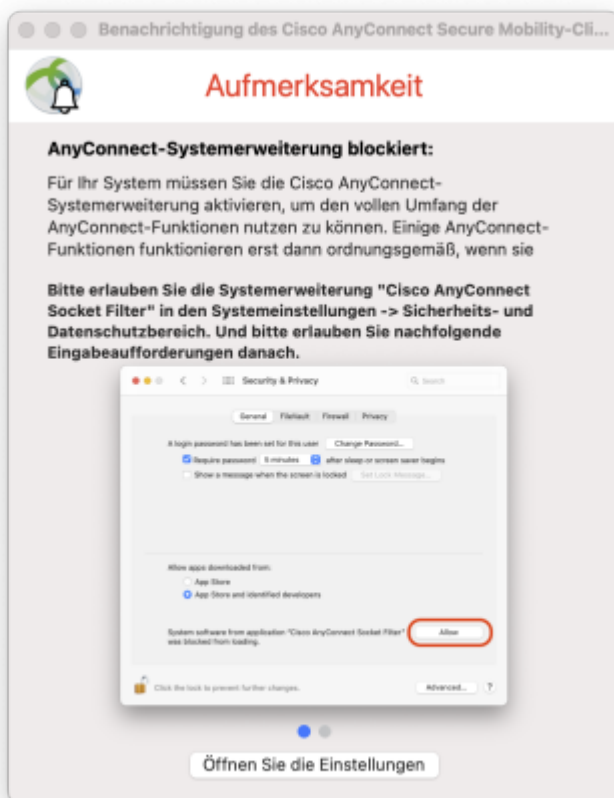 Benachrichtigung des Cisco AnyConnect Secure Mobility-Cli...
Aufmerksamkeit
AnyConnect-Systemerweiterung blockiert:
Für Ihr System müssen Sie die Cisco AnyConnect-
Systemerweiterung aktivieren, um den vollen Umfang der
AnyConnect-Funktionen nutzen zu können. Einige AnyConnect-
Funktionen funktionieren erst dann ordnungsgemäß, wenn sie
Bitte erlauben Sie die Systemerweiterung "Cisco AnyConnect
Socket Filter" in den Systemeinstellungen -> Sicherheits- und
Datenschutzbereich. Und bitte erlauben Sie nachfolgende
Eingabeaufforderungen danach.
Security & Privacy
Search
General FileVault Firewall Privacy
A login password has been set for this user Change Password...
Require password 5 minutes after sleep or screen saver begins
Show a message when the screen is locked Set Lock Message...
Allow apps downloaded from:
App Store
App Store and identified developers
System software from application "Cisco AnyConnect Socket Filter" Allow
was blocked from loading.
Click the lock to prevent further changes. Advanced... ?
Öffnen Sie die Einstellungen